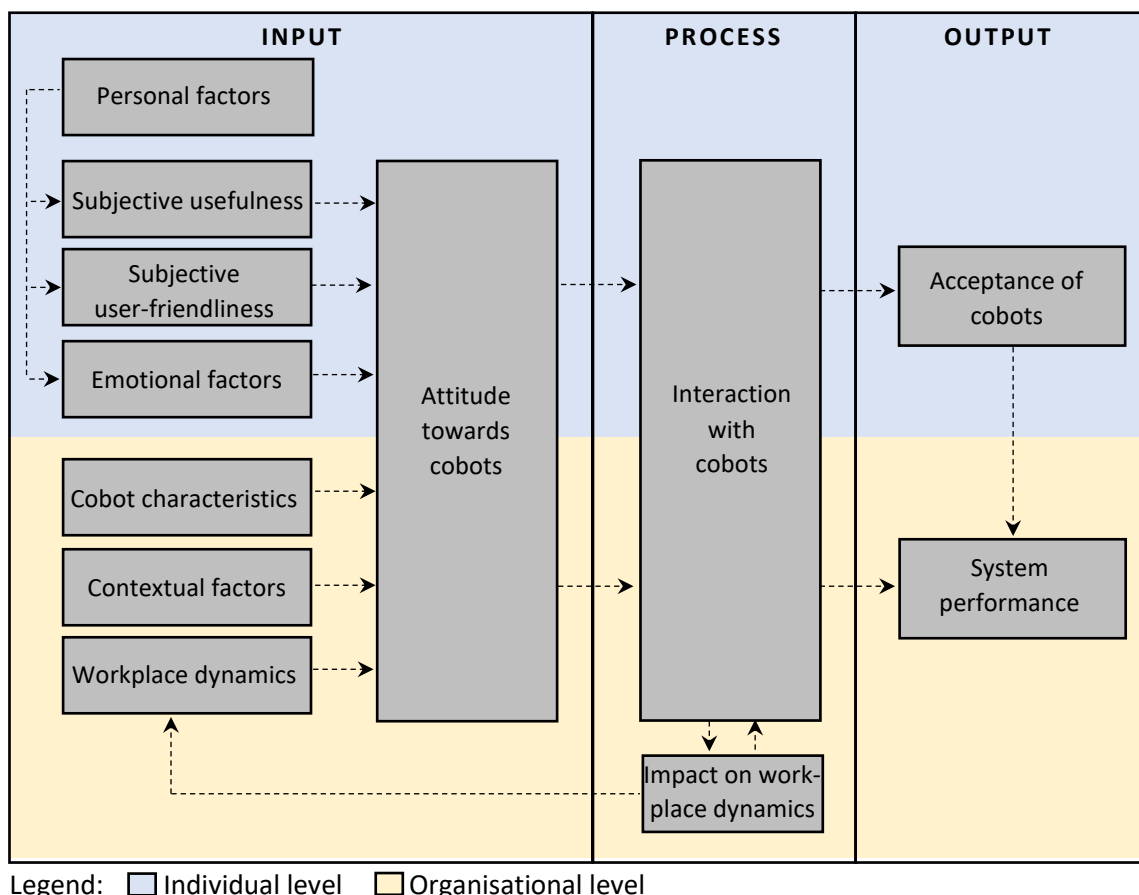 INPUT
PROCESS
OUTPUT
Personal factors
Subjective usefulness
Subjective
user-friendliness
Emotional factors
Cobot characteristics
Contextual factors
Workplace dynamics
Attitude
towards
cobots
Interaction
with
cobots
Impact on work-
place dynamics
Acceptance of
cobots
System
performance
Legend: Individual level Organisational level